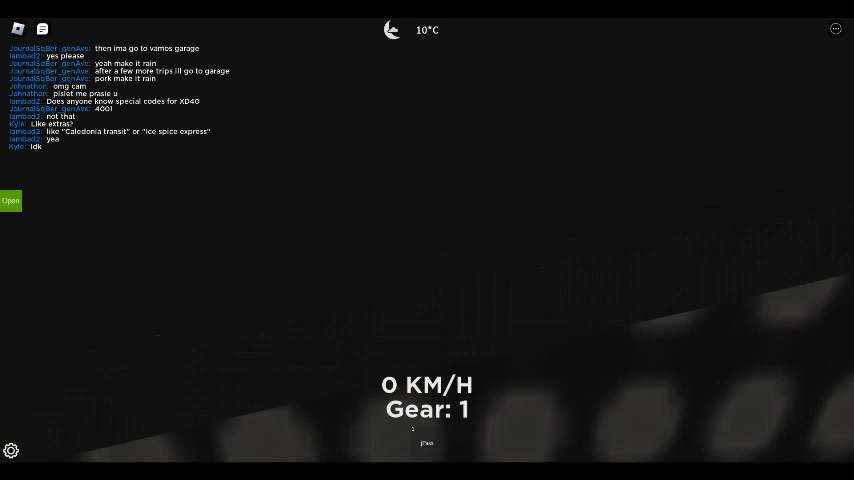 10°C
JournalSqBer_genAve: then ima go to vamos garage
lambad2: yes please
JournalSqBer_genAve: yeah make it rain
JournalSqBer_genAve: after a few more trips ill go to garage
JournalSqBer_genAve: pork make it rain
Johnathon: omg cam
Johnathon: plslet me prasie u
lambad2: Does anyone know special codes for XD40
JournalSqBer_genAve: 4001
lambad2: not that
Kyle: Like extras?
lambad2: like "Caledonia transit" or "Ice spice express"
lambad2: yea
Kyle: Idk
Open
0 KM/H
Gear: 1
1
jPass